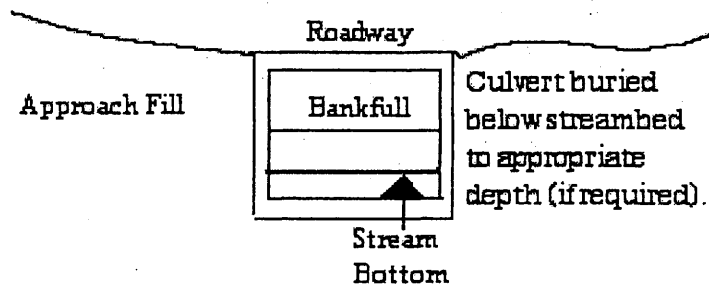 Roadway
Approach Fill
Bankfull
Culvert buried
below streambed
to appropriate
depth (if required).
Stream
Bottom